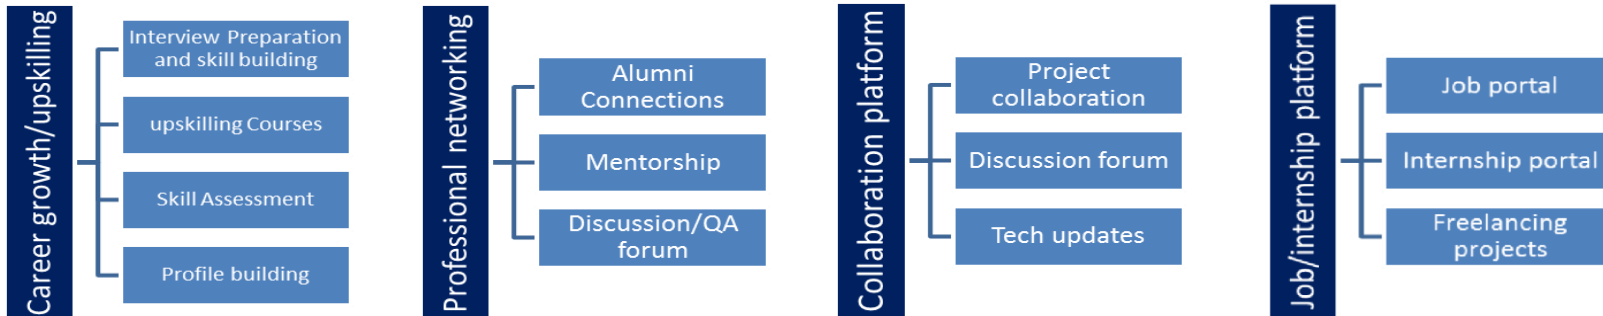 Career growth/upskilling
Interview Preparation
and skill building
upskilling Courses
Skill Assessment
Profile building
Professional networking
Alumni
Connections
Mentorship
Discussion/QA
forum
Collaboration platform
Project
collaboration
Discussion forum
Tech updates
Job/internship platform
Job portal
Internship portal
Freelancing
projects